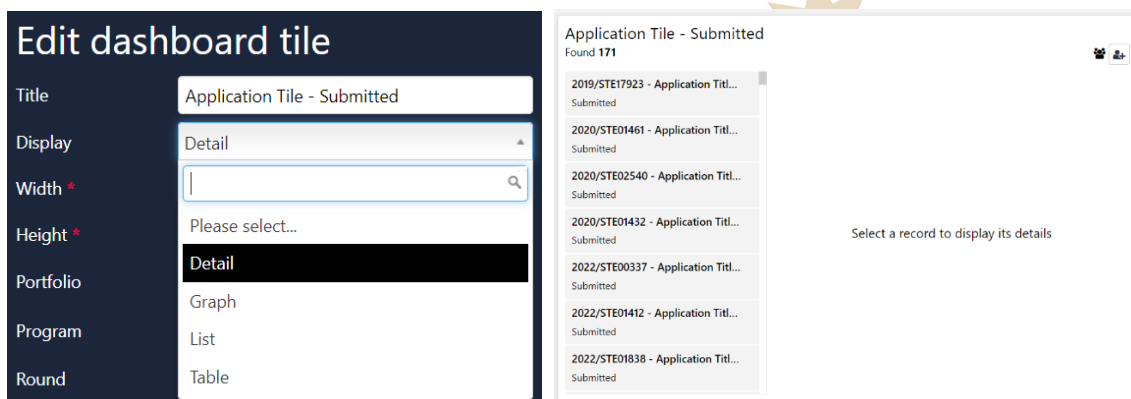 Edit dashboard tile
Title
Application Tile - Submitted
Display
Detail
Width *
Height *
Please select...
Detail
Portfolio
Graph
Program
List
Round
Table
Application Tile - Submitted
Found 171
2019/STE17923 - Application Titl...
Submitted
2020/STE01461 - Application Titl...
Submitted
2020/STE02540 - Application Titl...
Submitted
2020/STE01432 - Application Titl...
Submitted
2022/STE00337 - Application Titl...
Submitted
2022/STE01412 - Application Titl...
Submitted
2022/STE01838 - Application Titl...
Submitted
Select a record to display its details